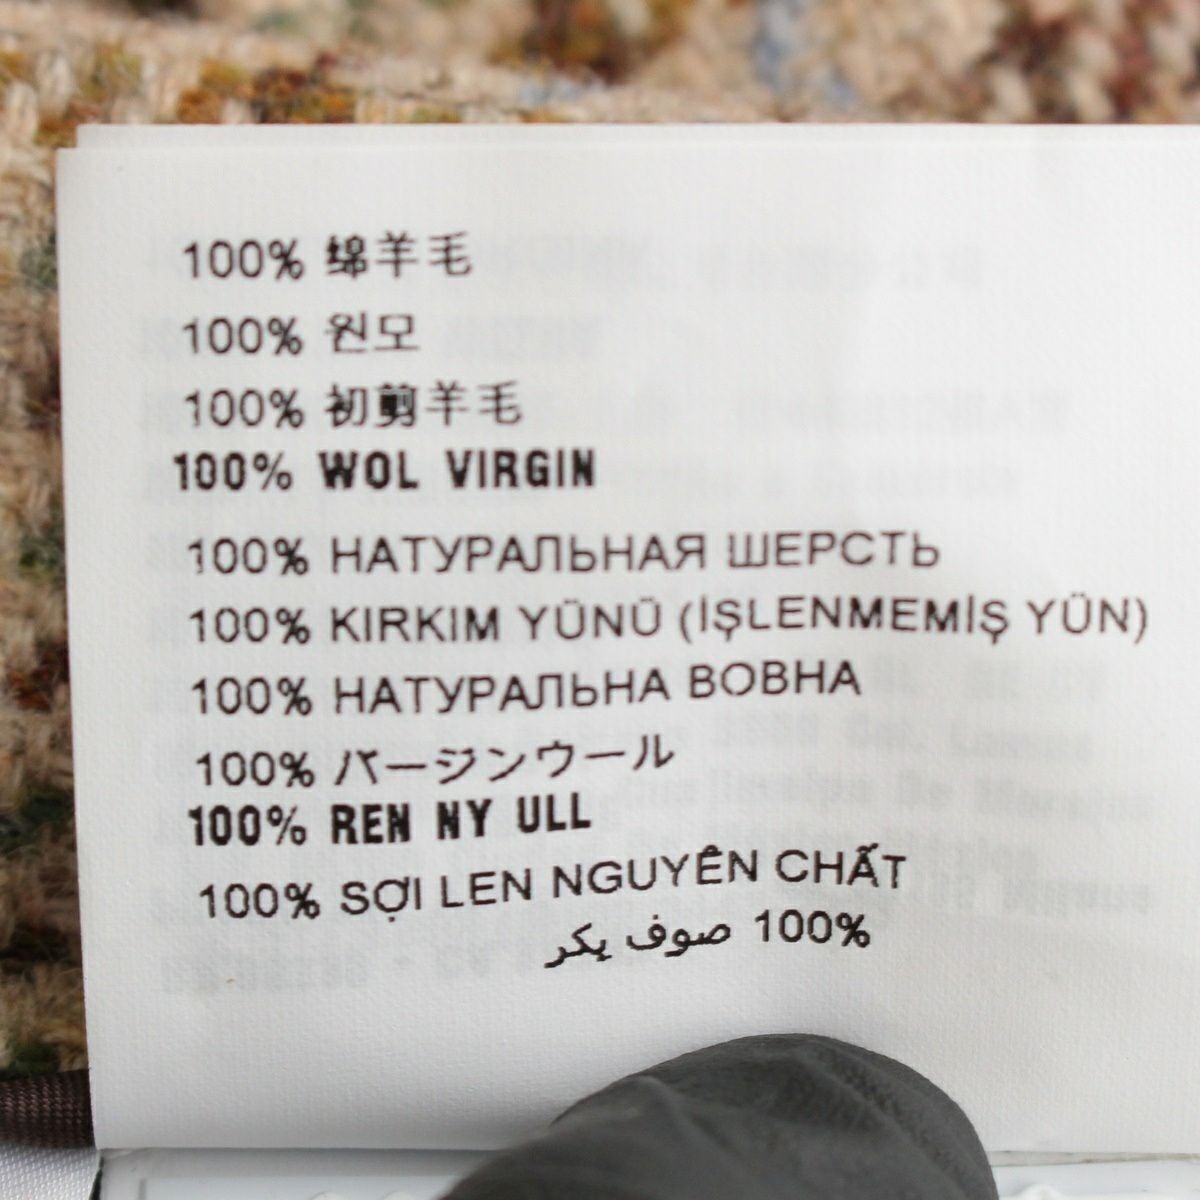 100% 绵羊毛
100% 원모
100% 初剪羊毛
100% WOL VIRGIN
100% НАТУРАЛЬНАЯ ШЕРСТЬ
100% KIRKIM YÜNÜ (İŞLENMEMİŞ YÜN)
100% НАТУРАЛЬНА ВОВНА
100% バージンウール
100% REN NY ULL
100% SỢI LEN NGUYÊN CHẤT
100% صوف يكر